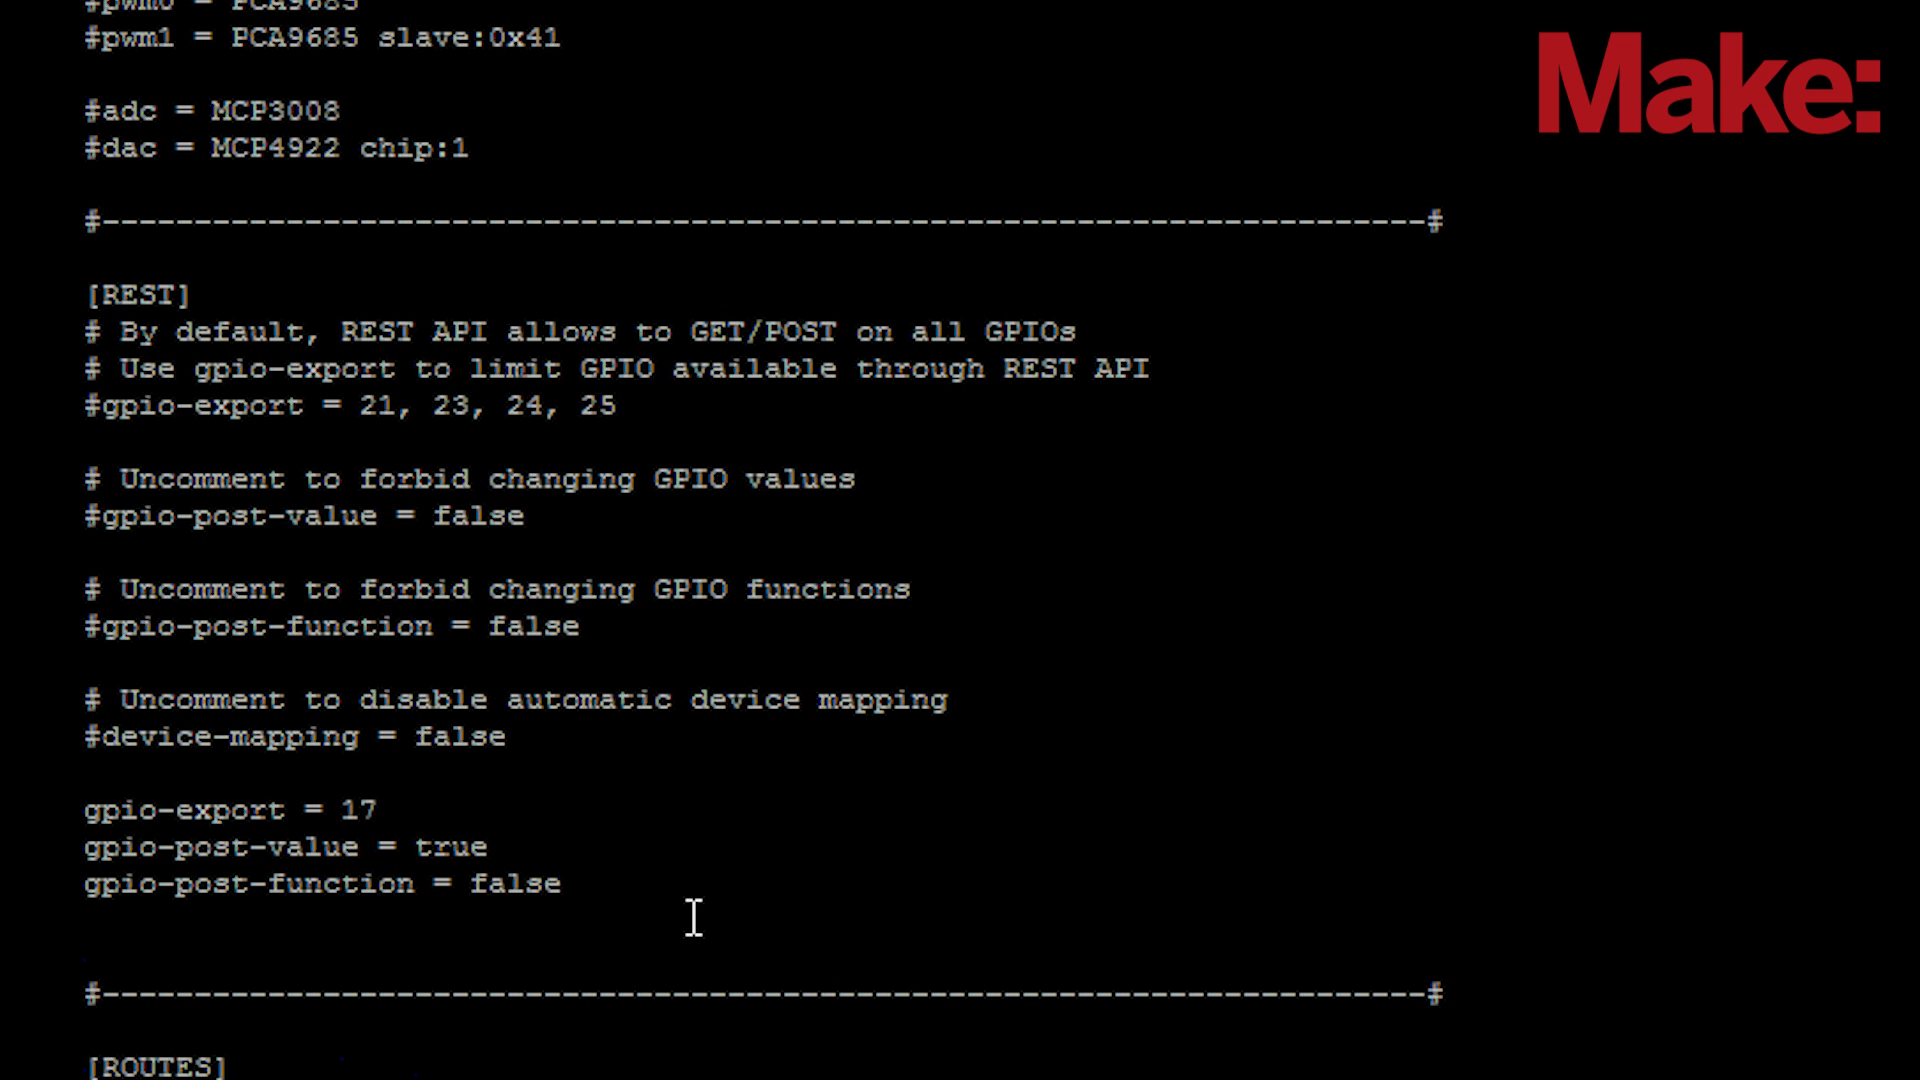 #pwm0 = PCA9685
#pwm1 = PCA9685 slave:0x41
Make:
#adc = MCP3008
#dac = MCP4922 chip:1
#------------------------------------------------------------------------#
[REST]
# By default, REST API allows to GET/POST on all GPIOs
# Use gpio-export to limit GPIO available through REST API
#gpio-export = 21, 23, 24, 25
# Uncomment to forbid changing GPIO values
#gpio-post-value = false
# Uncomment to forbid changing GPIO functions
#gpio-post-function = false
# Uncomment to disable automatic device mapping
#device-mapping = false
gpio-export = 17
gpio-post-value = true
gpio-post-function = false
#------------------------------------------------------------------------#
[ROUTES]